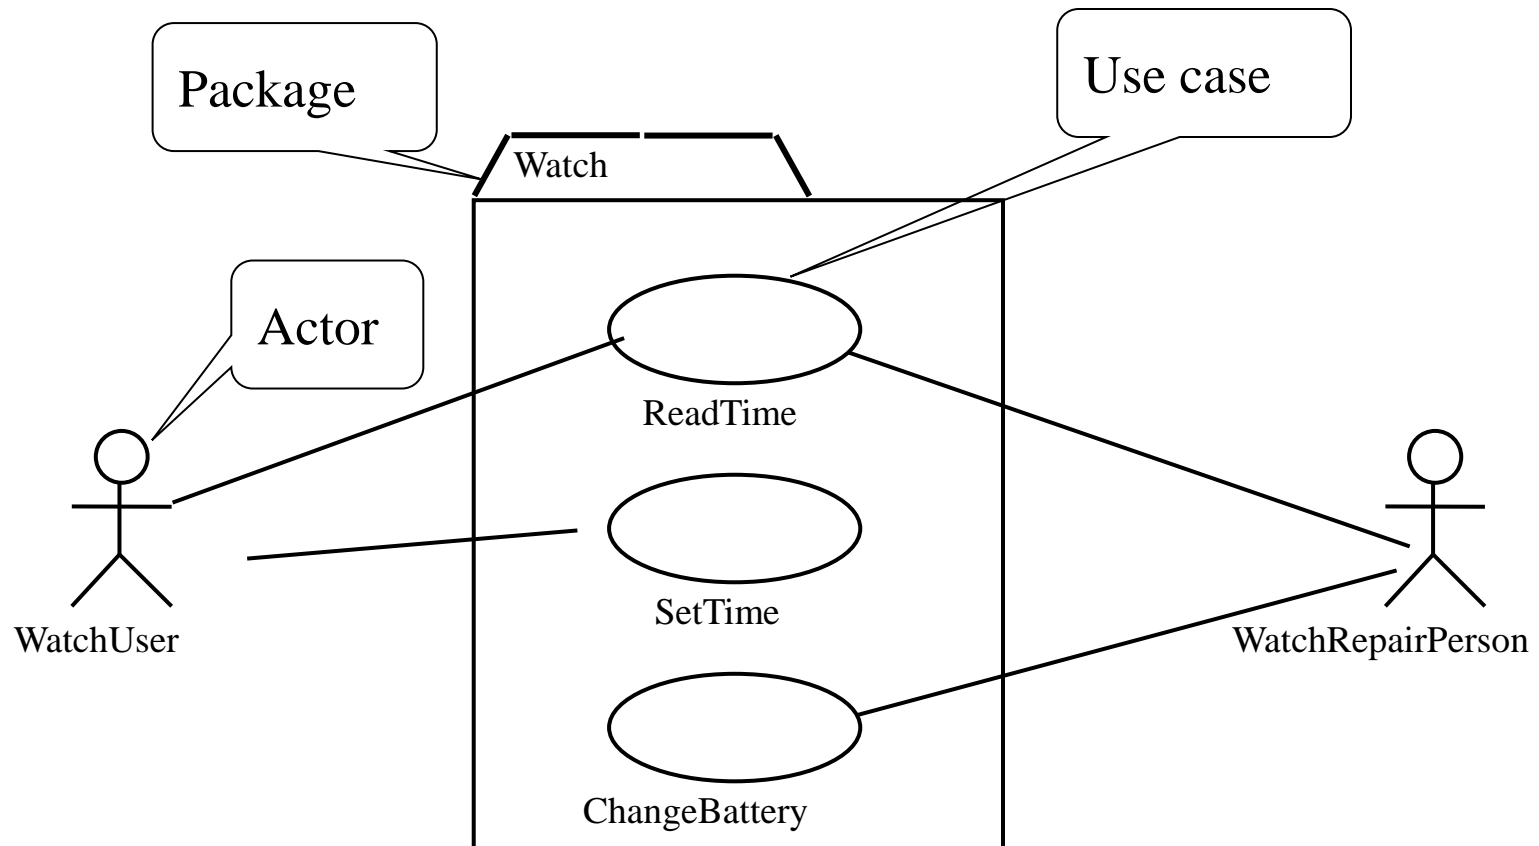 Package
Use case
Watch
Actor
ReadTime
SetTime
WatchUser
WatchRepairPerson
ChangeBattery